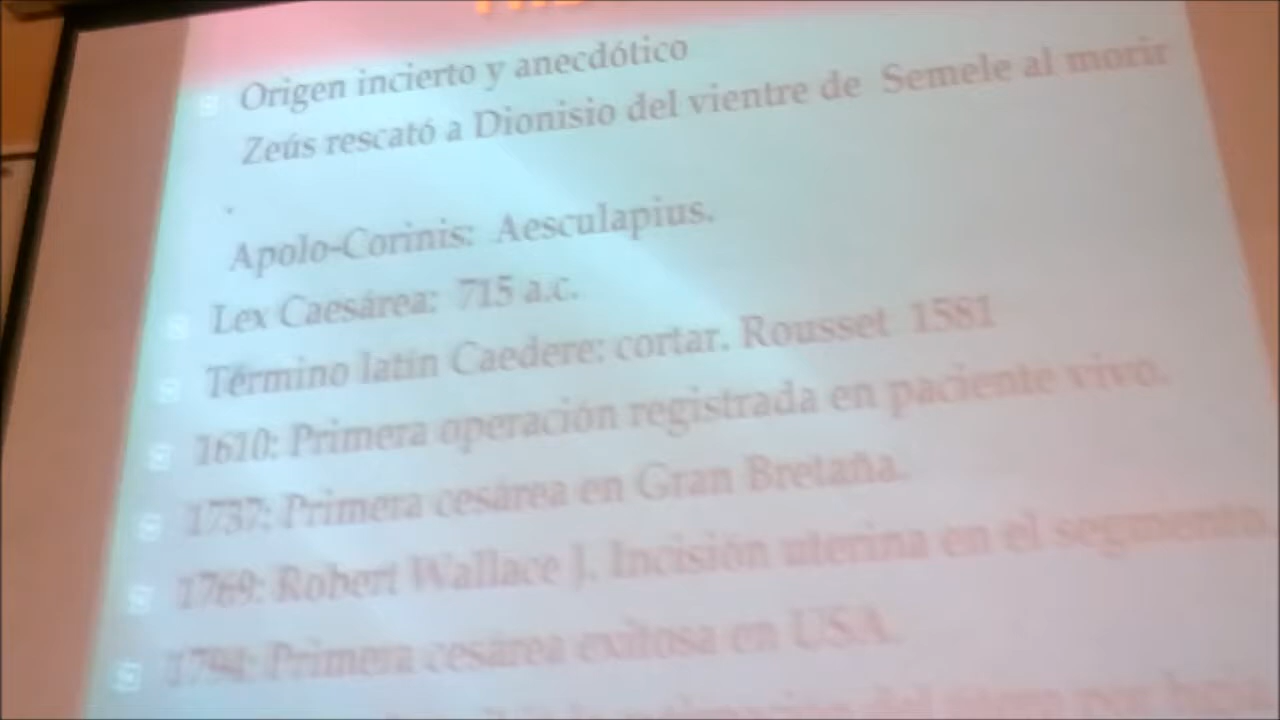 Origen incierto y anecdótico
Zeús rescató a Dionisio del vientre de Semele al morir
.
Apolo-Corinis: Aesculapius.
Lex Caesárea: 715 a.c.
Término latín Caedere: cortar. Rousset 1581
1610: Primera operación registrada en paciente vivo.
1737: Primera cesárea en Gran Bretaña.
1769: Robert Wallace J. Incisión uterina en el segmento.
1794: Primera cesárea exitosa en USA.